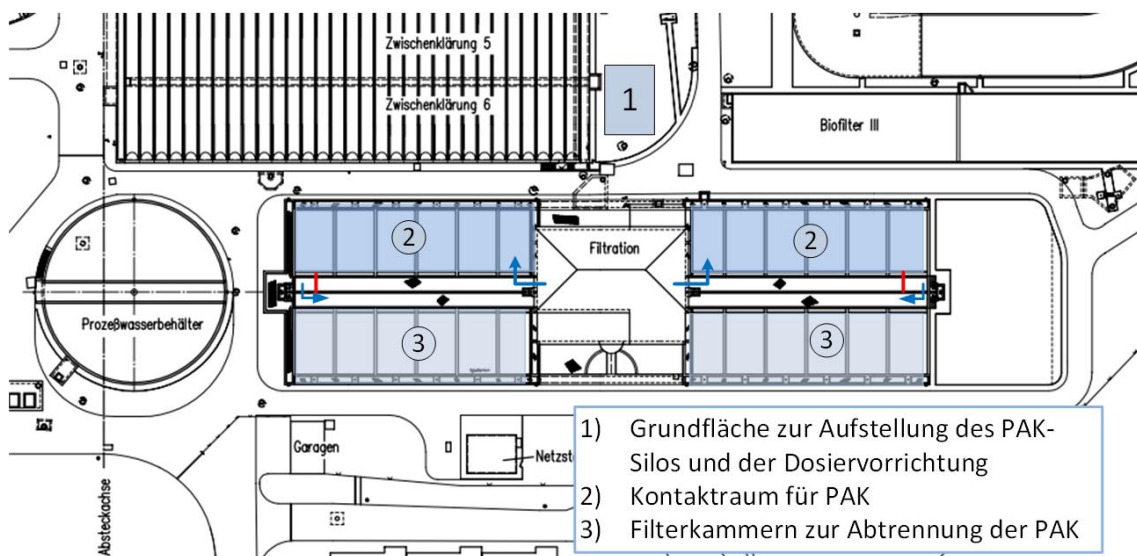 Zwischenklärung 5
1
Zwischenklärung 6
Biofilter III
2
Filtration
2
Prozeßwasserbehälter
3
3
Garagen
Netzst
Absteckachse
1) Grundfläche zur Aufstellung des PAK-
Silos und der Dosiervorrichtung
2) Kontaktraum für PAK
3) Filterkammern zur Abtrennung der PAK